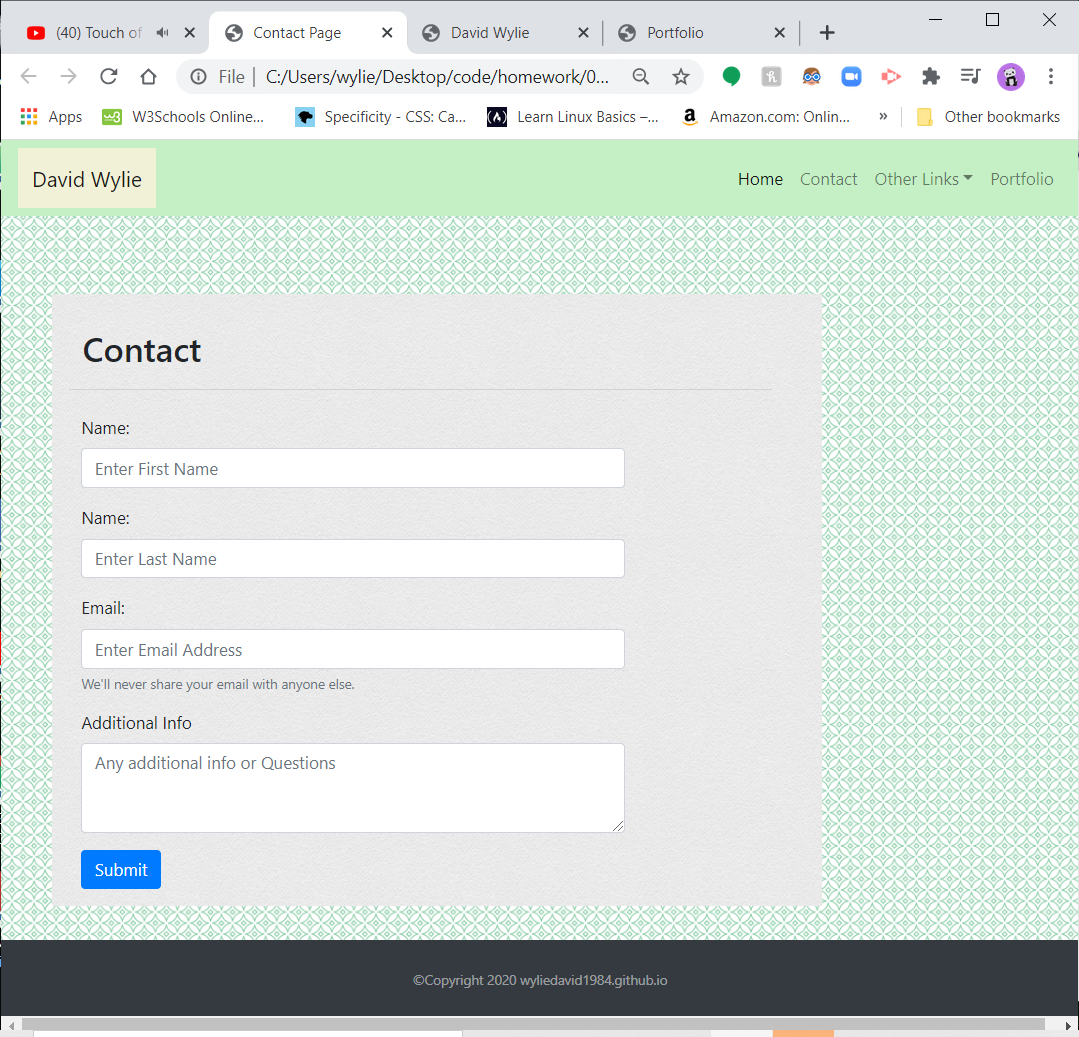 (40) Touch of
Contact Page
David Wylie
Portfolio
File | C:/Users/wylie/Desktop/code/homework/0...
Apps
W3Schools Online...
Specificity - CSS: Ca...
Learn Linux Basics –...
Amazon.com: Onlin...
»
Other bookmarks
David Wylie
Home Contact Other Links Portfolio
Contact
Name:
Enter First Name
Name:
Enter Last Name
Email:
Enter Email Address
We'll never share your email with anyone else.
Additional Info
Any additional info or Questions
Submit
©Copyright 2020 wyliedavid1984.github.io